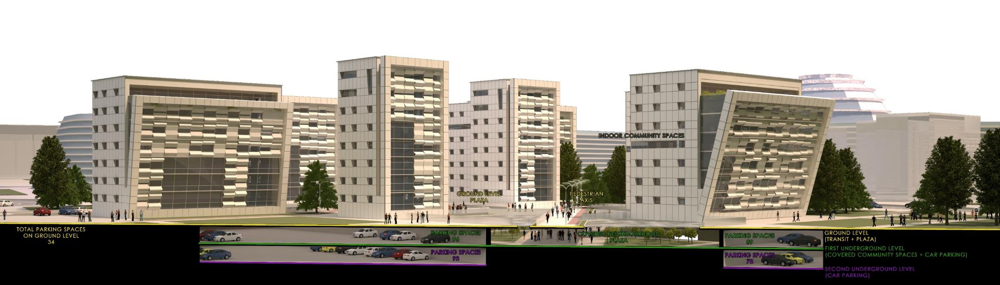 INDOOR COMMUNITY SPACES
GROUND LEVEL
PLAZA
PEDESTRIAN
AXIS
TOTAL PARKING SPACES
ON GROUND LEVEL
34
PARKING SPACES
96
COVERED NEIGHBOURHOOD
PLAZA
PARKING SPACES
89
GROUND LEVEL
(TRANSIT + PLAZA)
PARKING SPACES
93
PARKING SPACES
78
FIRST UNDERGROUND LEVEL
(COVERED COMMUNITY SPACES + CAR PARKING)
SECOND UNDERGROUND LEVEL
(CAR PARKING)